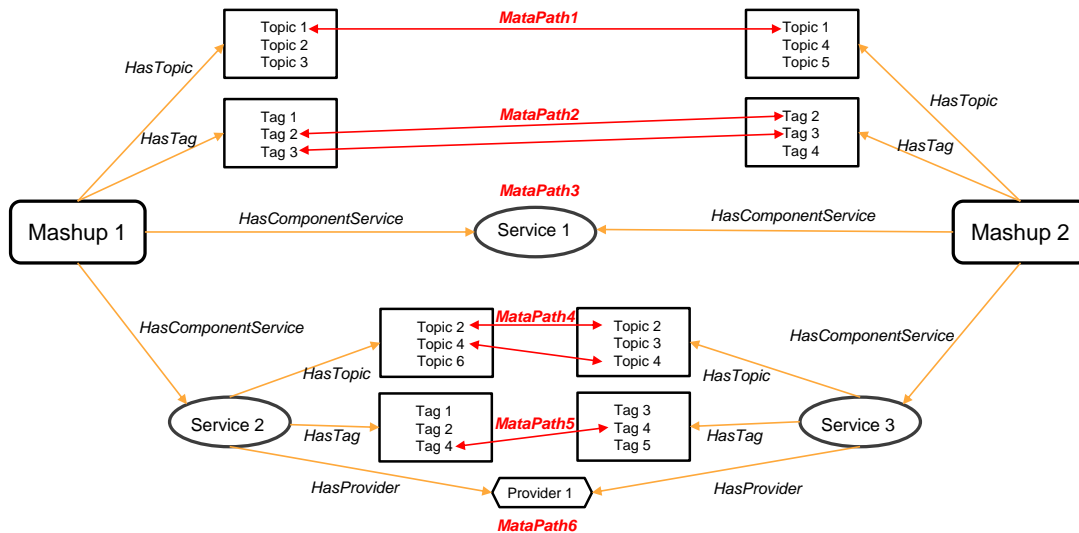 MataPath1
Topic 1
Topic 2
Topic 3
Topic 1
Topic 4
Topic 5
HasTopic
HasTopic
MataPath2
Tag 1
Tag 2
Tag 3
Tag 2
Tag 3
Tag 4
HasTag
HasTag
MataPath3
Mashup 1
HasComponentService
Service 1
HasComponentService
Mashup 2
HasComponentService
HasComponentService
MataPath4
Topic 2
Topic 4
Topic 6
Topic 2
Topic 3
Topic 4
HasTopic
HasTopic
Service 2
Service 3
MataPath5
Tag 1
Tag 2
Tag 4
Tag 3
Tag 4
Tag 5
HasTag
HasTag
HasProvider
Provider 1
HasProvider
MataPath6